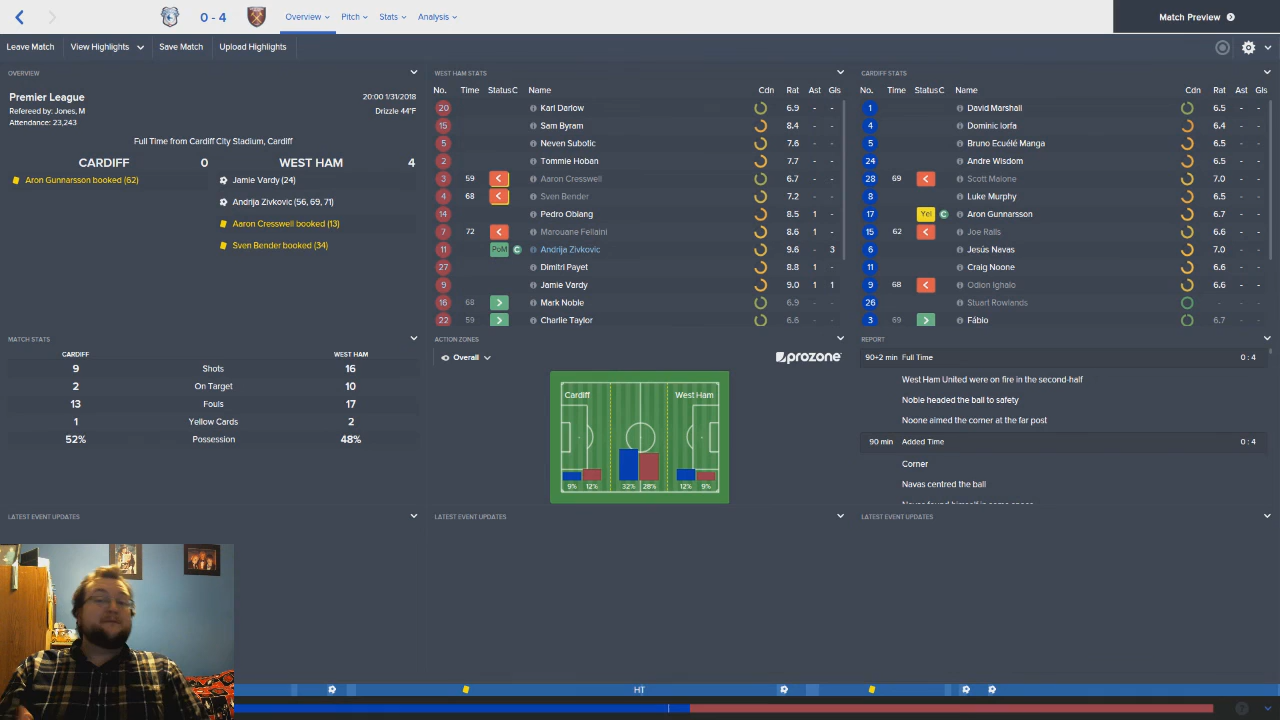 0 - 4
Overview
Pitch
Stats
Analysis
Match Preview
Leave Match
View Highlights
Save Match
Upload Highlights
OVERVIEW
Premier League
20:00 1/31/2018
Refereed by: Jones, M
Drizzle 44°F
Attendance: 23,243
Full Time from Cardiff City Stadium, Cardiff
CARDIFF 0 WEST HAM 4
Aron Gunnarsson booked (62)
Jamie Vardy (24)
Andrija Zivkovic (56, 69, 71)
Aaron Cresswell booked (13)
Sven Bender booked (34)
MATCH STATS
CARDIFF WEST HAM
9 Shots 16
2 On Target 10
13 Fouls 17
1 Yellow Cards 2
52% Possession 48%
LATEST EVENT UPDATES
WEST HAM STATS
No. Time Status C Name Cdn Rat Ast Gls
20 Karl Darlow 6.9 - -
15 Sam Byram 8.4 - -
5 Neven Subotic 7.6 - -
2 Tommie Hoban 7.7 - -
3 59 Aaron Cresswell 6.7 - -
4 68 Sven Bender 7.2 - -
14 Pedro Obiang 8.5 1 -
7 72 Marouane Fellaini 8.6 1 -
11 PoM C Andrija Zivkovic 9.6 - 3
27 Dimitri Payet 8.8 1 -
9 Jamie Vardy 9.0 1 1
16 68 Mark Noble 6.9 - -
22 59 Charlie Taylor 6.6 - -
ACTION ZONES
Overall
prozone
Cardiff West Ham
9% 12% 32% 28% 12% 9%
LATEST EVENT UPDATES
CARDIFF STATS
No. Time Status C Name Cdn Rat Ast Gls
1 David Marshall 6.5 - -
4 Dominic Iorfa 6.4 - -
5 Bruno Ecuélé Manga 6.5 - -
24 Andre Wisdom 6.5 - -
28 69 Scott Malone 7.0 - -
8 Luke Murphy 6.5 - -
17 Yel C Aron Gunnarsson 6.7 - -
15 62 Joe Ralls 6.7 - -
6 Jesús Navas 7.0 - -
11 Craig Noone 6.6 - -
9 68 Odion Ighalo 6.6 - -
26 Stuart Rowlands - - -
3 69 Fábio 6.7 - -
REPORT
90+2 min Full Time 0 : 4
West Ham United were on fire in the second-half
Noble headed the ball to safety
Noone aimed the corner at the far post
90 min Added Time 0 : 4
Corner
Navas centred the ball
Navas found himself in some space
LATEST EVENT UPDATES
HT